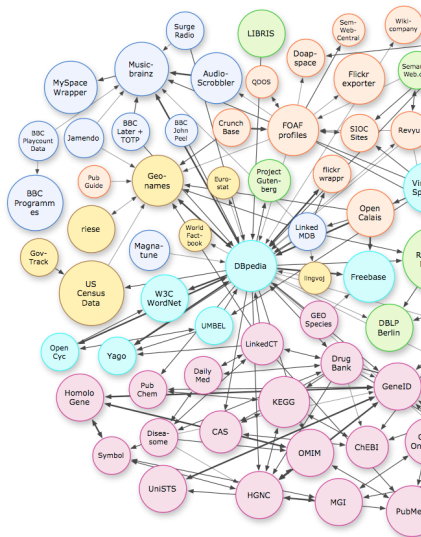 Surge
Radio
LIBRIS
Sem-
Web-
Central
Wiki-
company
Doap-
space
Music-
brainz
MySpace
Wrapper
Audio-
Scrobbler
QDOS
Flickr
exporter
Semai
Web.c
BBC
Playcount
Data
Jamendo
BBC
Later +
TOTP
BBC
John
Peel
Crunch
Base
FOAF
profiles
SIOC
Sites
Revyu
BBC
Programm
es
Pub
Guide
Geo-
names
Euro-
stat
Project
Guten-
berg
flickr
wrappr
Vi
Sp
Open
Calais
riese
World
Fact-
book
Linked
MDB
Magna-
tune
Gov-
Track
US
Census
Data
DBpedia
lingvoj
Freebase
R
W3C
WordNet
UMBEL
GEO
Species
DBLP
Berlin
Open
Cyc
Yago
LinkedCT
Daily
Med
Drug
Bank
GeneID
Homolo
Gene
Pub
Chem
KEGG
Disea-
some
CAS
Symbol
OMIM
ChEBI
On
UniSTS
HGNC
MGI
PubMe